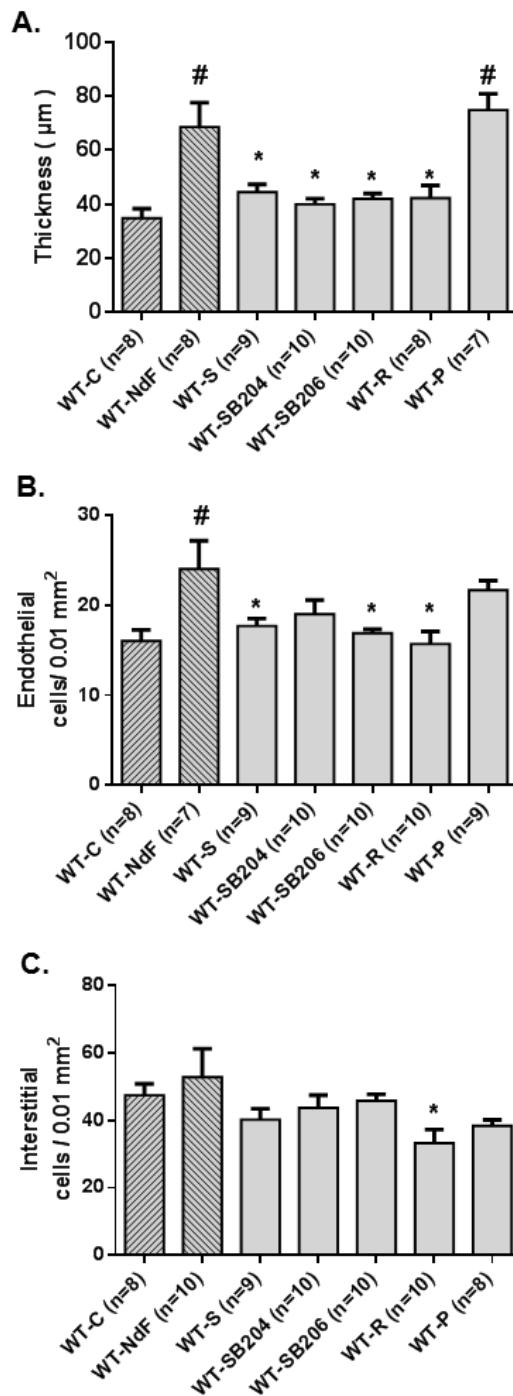 A.
Thickness ( μm )
80
60
40
20
0
#
*
*
*
*
#
WT-C (n=8)
WT-NdF (n=8)
WT-S (n=9)
WT-SB204 (n=10)
WT-SB206 (n=10)
WT-R (n=8)
WT-P (n=7)
100
B.
Endothelial
cells/ 0.01 mm²
30
20
10
0
#
*
*
*
WT-C (n=8)
WT-NdF (n=7)
WT-S (n=9)
WT-SB204 (n=10)
WT-SB206 (n=10)
WT-R (n=10)
WT-P (n=9)
C.
Interstitial
cells / 0.01 mm²
80
60
40
20
0
*
WT-C (n=8)
WT-NdF (n=10)
WT-S (n=9)
WT-SB204 (n=10)
WT-SB206 (n=10)
WT-R (n=10)
WT-P (n=8)